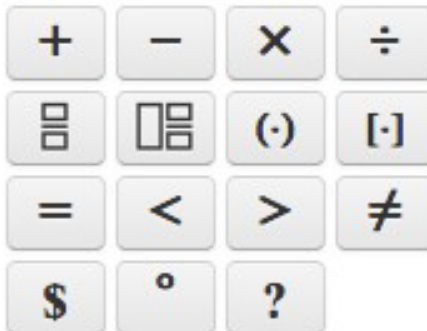 + − × ÷
(·) [·]
= < > ≠
$ ° ?